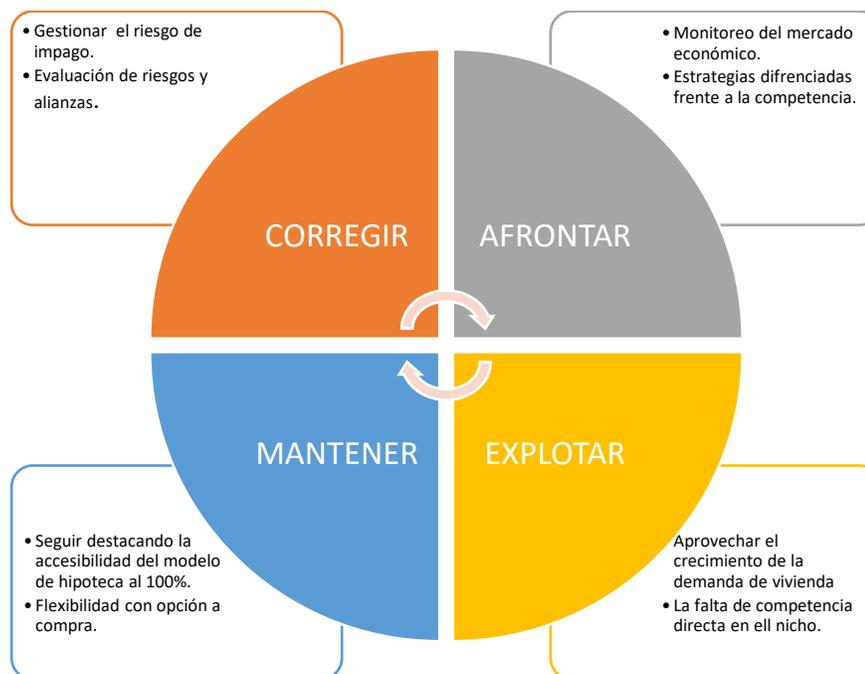 • Gestionar el riesgo de
impago.
• Evaluación de riesgos y
alianzas.
• Monitoreo del mercado
económico.
• Estrategias difrenciadas
frente a la competencia.
CORREGIR
AFRONTAR
MANTENER
EXPLOTAR
• Seguir destacando la
accesibilidad del modelo
de hipoteca al 100%.
• Flexibilidad con opción a
compra.
Aprovechar el
crecimiento de la
demanda de vivienda
• La falta de competencia
directa en ell nicho.